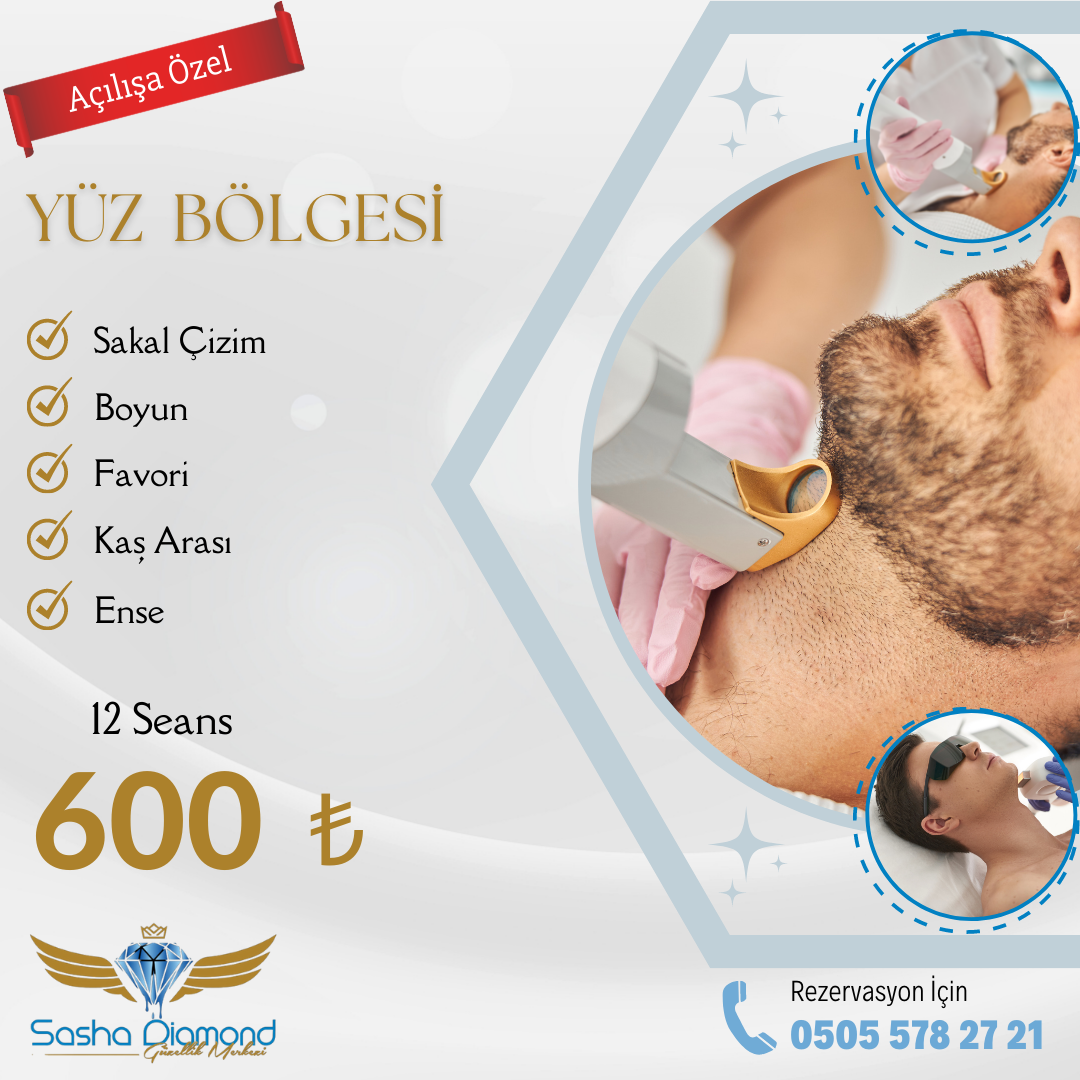 Açılışa Özel
YÜZ BÖLGESİ
Sakal Çizim
Boyun
Favori
Kaş Arası
Ense
12 Seans
600 ₺
Sasha Diamond
Güzellik Merkezi
Rezervasyon İçin
0505 578 27 21